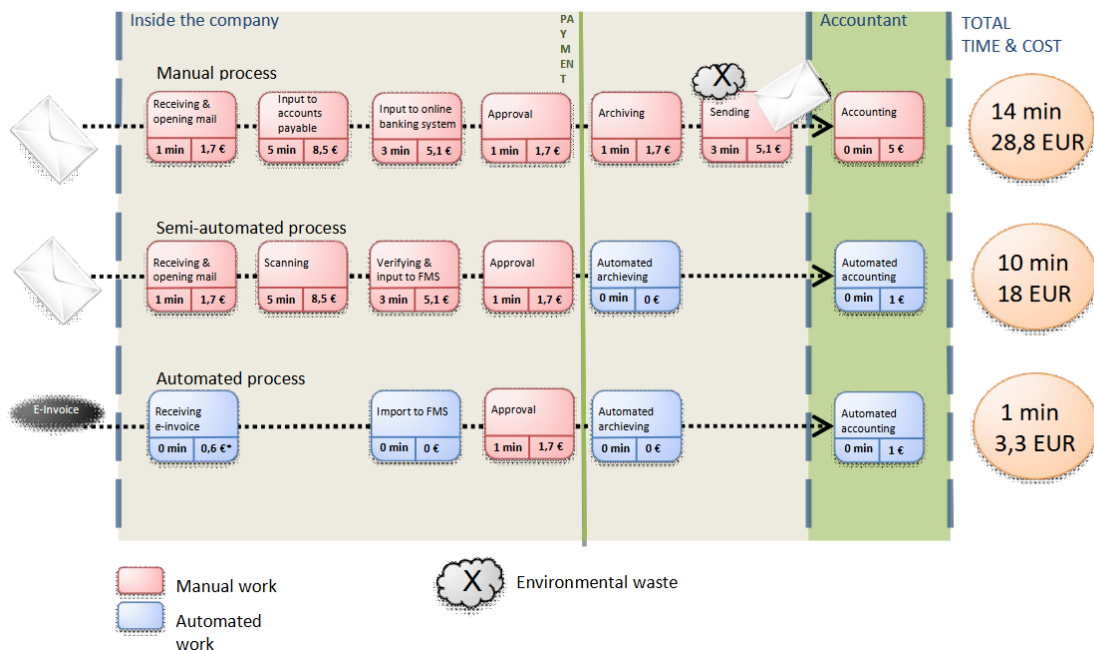 Inside the company
P
A
Y
M
EN
T
Accountant
TOTAL
TIME & COST
Manual process
X
Receiving &
opening mail
1 min 1,7 €
Input to
accounts
payable
5 min 8,5 €
Input to online
banking system
3 min 5,1 €
Approval
1 min 1,7 €
Archiving
1 min 1,7 €
Sending
3 min 5,1 €
Accounting
0 min 5 €
14 min
28,8 EUR
Semi-automated process
Receiving &
opening mail
1 min 1,7 €
Scanning
5 min 8,5 €
Verifying &
input to FMS
3 min 5,1 €
Approval
1 min 1,7 €
Automated
archieving
0 min 0 €
Automated
accounting
0 min 1 €
10 min
18 EUR
Automated process
E-Invoice
Receiving
e-invoice
0 min 0,6 €*
Import to FMS
0 min 0 €
Approval
1 min 1,7 €
Automated
archieving
0 min 0 €
Automated
accounting
0 min 1 €
1 min
3,3 EUR
Manual work
X
Environmental waste
Automated
work